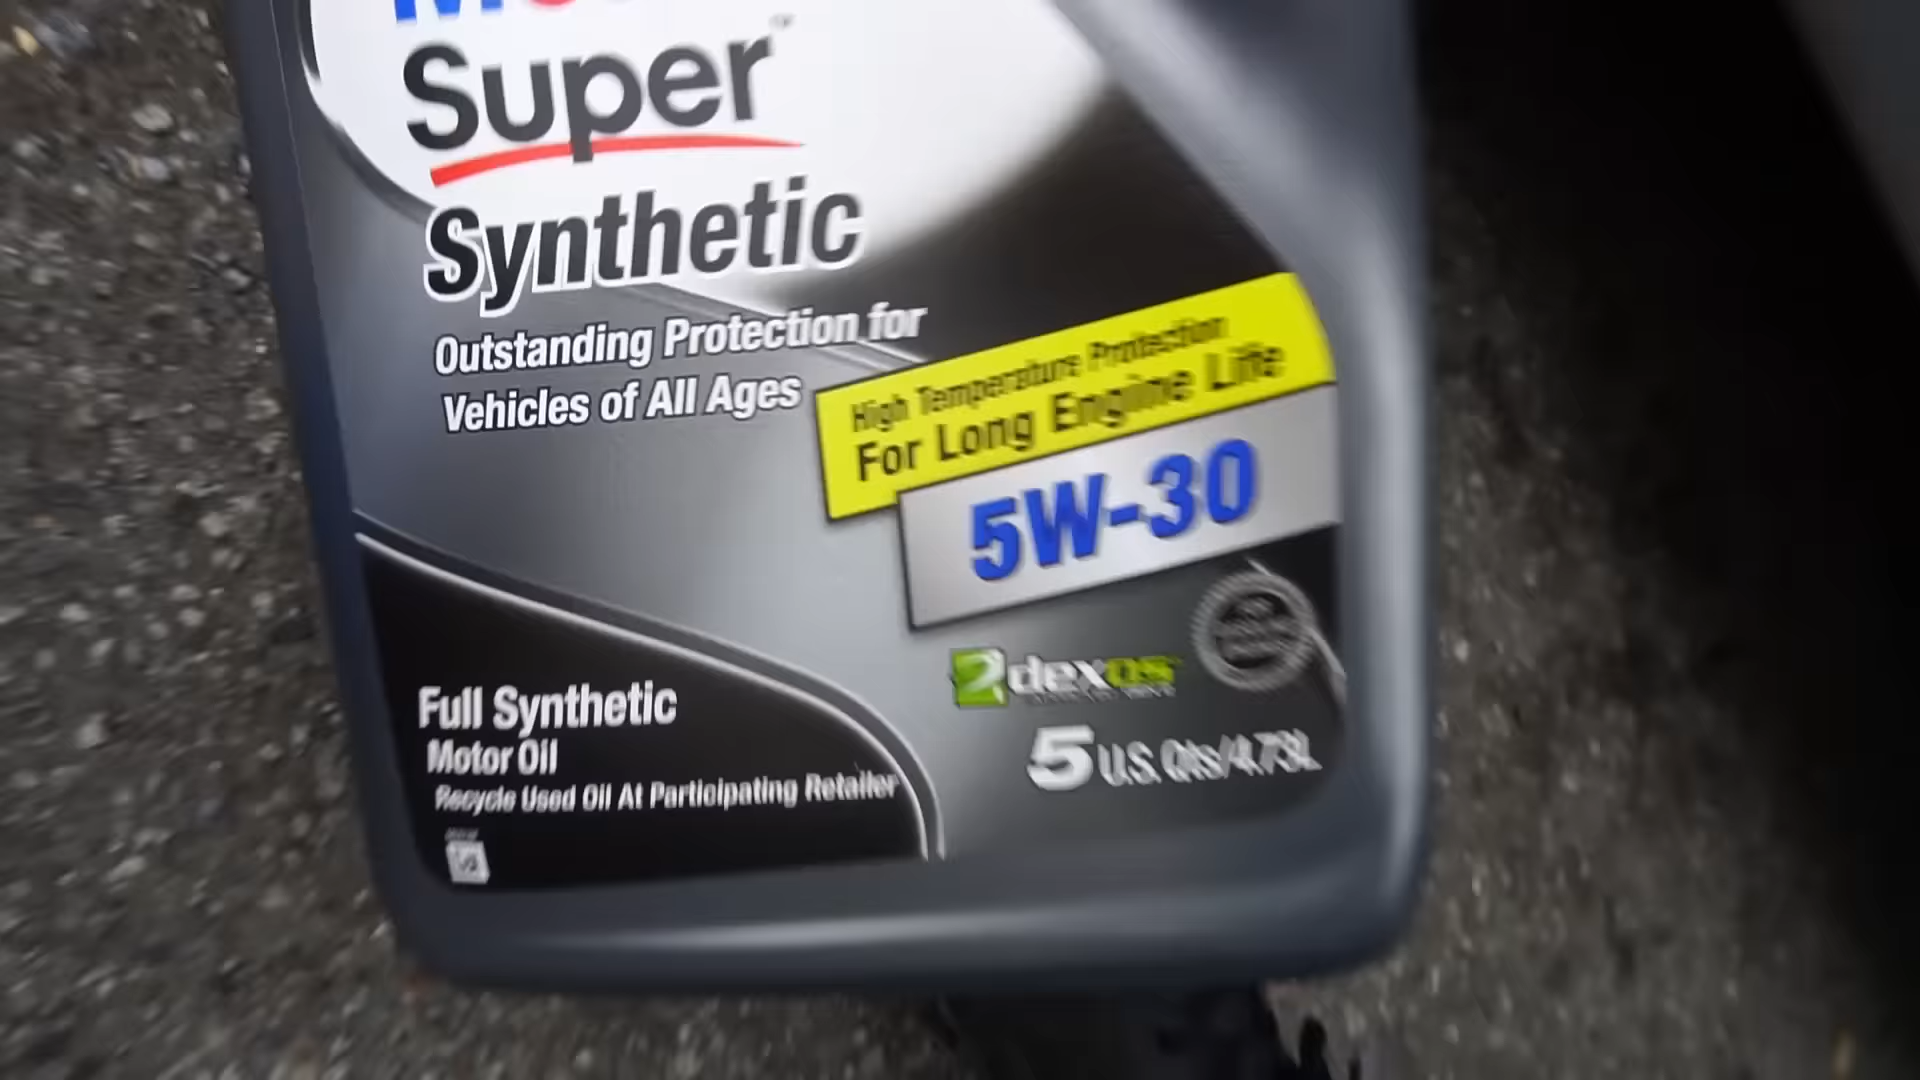 Super™
Synthetic
Outstanding Protection for
Vehicles of All Ages
High Temperature Protection
For Long Engine Life
5W-30
dexos
5 U.S. Qts/4.73L
Full Synthetic
Motor Oil
Recycle Used Oil At Participating Retailer